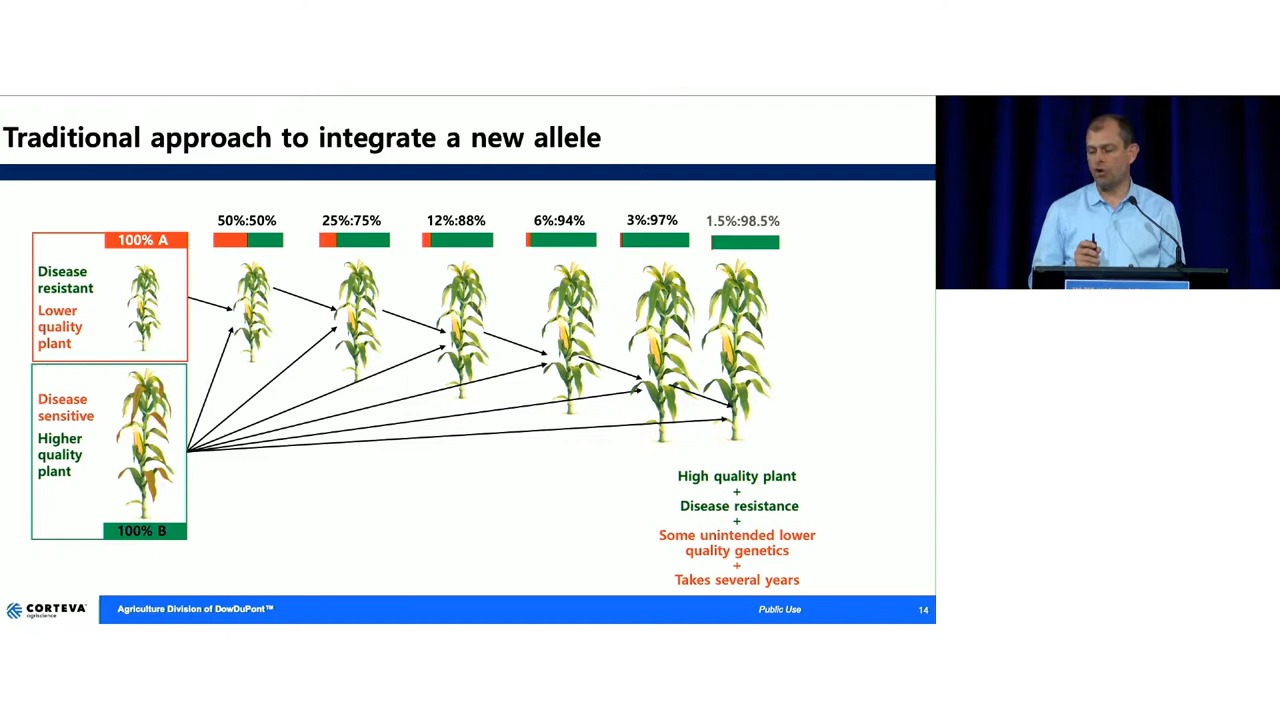 Traditional approach to integrate a new allele
50%:50%
25%:75%
12%:88%
6%:94%
3%:97%
1.5%:98.5%
100% A
Disease
resistant
Lower
quality
plant
Disease
sensitive
Higher
quality
plant
100% B
High quality plant
+
Disease resistance
+
Some unintended lower
quality genetics
+
Takes several years
CORTEVA
agriscience
Agriculture Division of DowDuPont™
Public Use
14